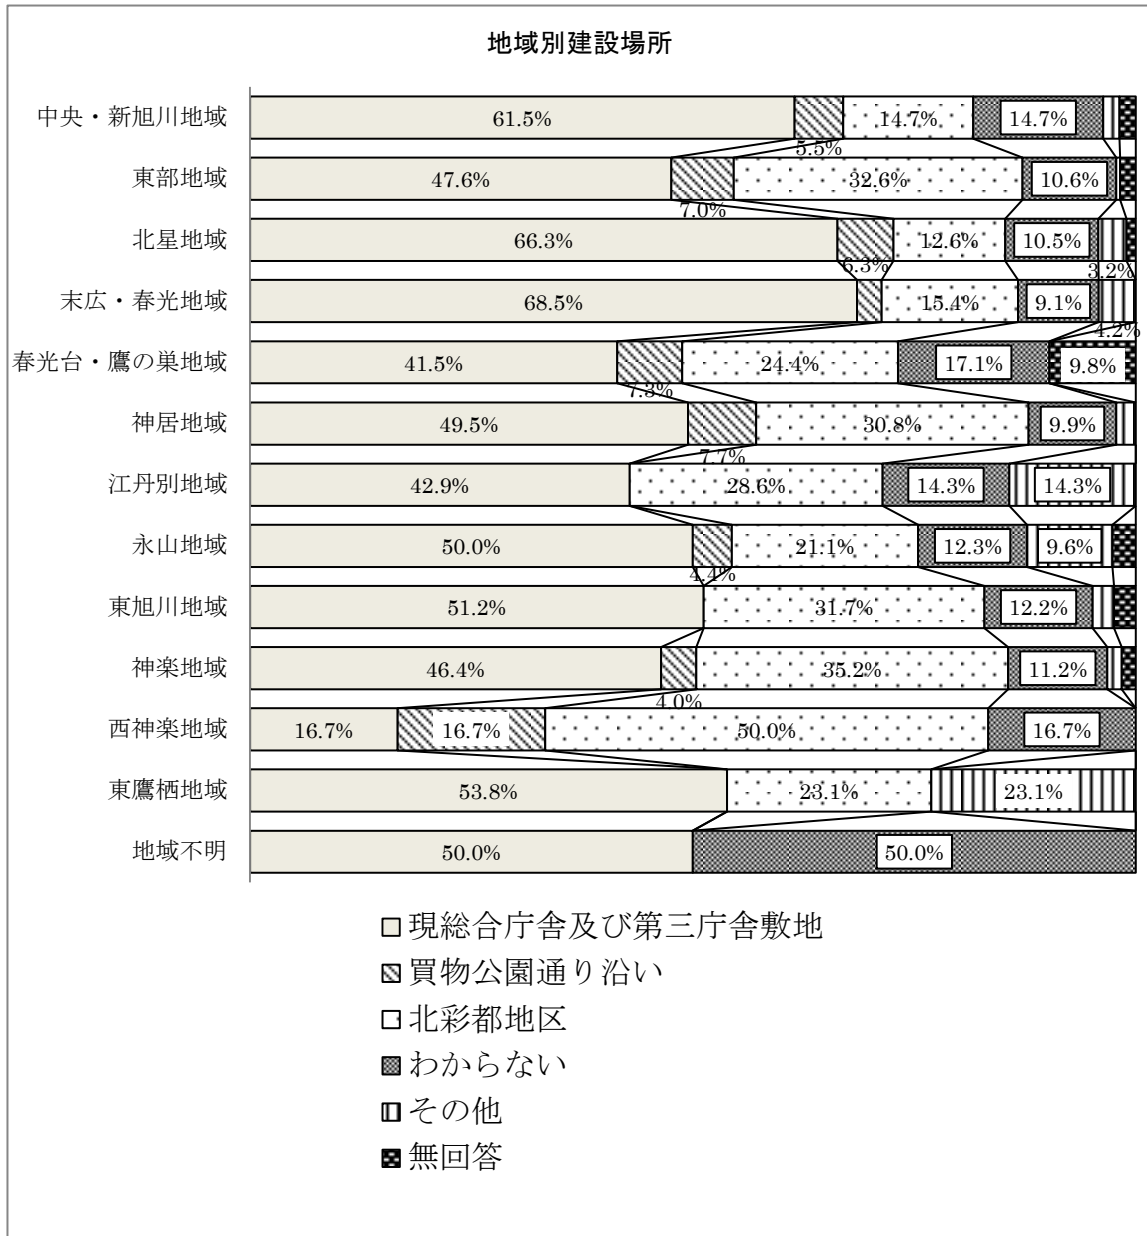 地域別建設場所
中央・新旭川地域 61.5% 5.5% 14.7% 14.7%
東部地域 47.6% 7.0% 32.6% 10.6%
北星地域 66.3% 6.3% 12.6% 10.5% 3.2%
末広・春光地域 68.5% 15.4% 9.1% 4.2%
春光台・鷹の巣地域 41.5% 7.3% 24.4% 17.1% 9.8%
神居地域 49.5% 7.7% 30.8% 9.9%
江丹別地域 42.9% 28.6% 14.3% 14.3%
永山地域 50.0% 4.4% 21.1% 12.3% 9.6%
東旭川地域 51.2% 31.7% 12.2%
神楽地域 46.4% 4.0% 35.2% 11.2%
西神楽地域 16.7% 16.7% 50.0% 16.7%
東鷹栖地域 53.8% 23.1% 23.1%
地域不明 50.0% 50.0%
現総合庁舎及び第三庁舎敷地
買物公園通り沿い
北彩都地区
わからない
その他
無回答